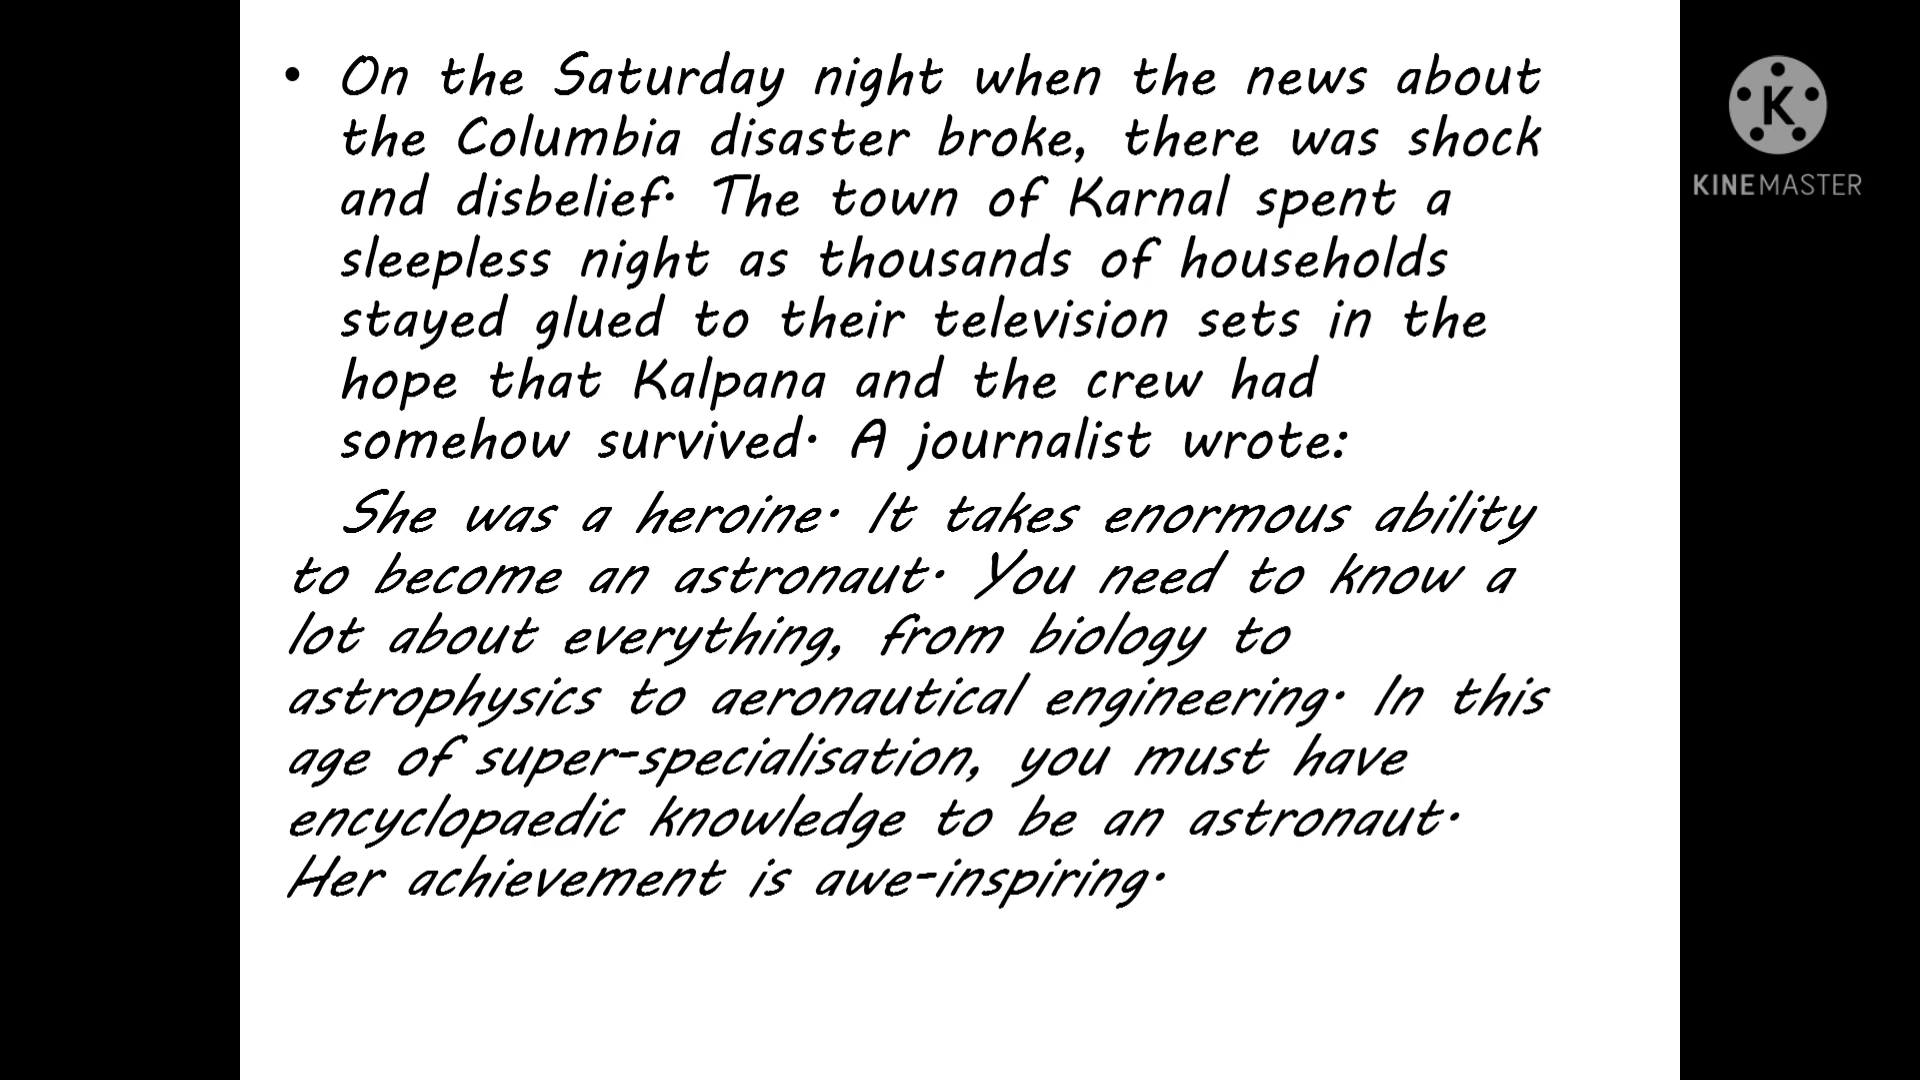 • On the Saturday night when the news about
the Columbia disaster broke, there was shock
and disbelief. The town of Karnal spent a
sleepless night as thousands of households
stayed glued to their television sets in the
hope that Kalpana and the crew had
somehow survived. A journalist wrote:
She was a heroine. It takes enormous ability
to become an astronaut. You need to know a
lot about everything, from biology to
astrophysics to aeronautical engineering. In this
age of super-specialisation, you must have
encyclopaedic knowledge to be an astronaut.
Her achievement is awe-inspiring.
K
KINEMASTER